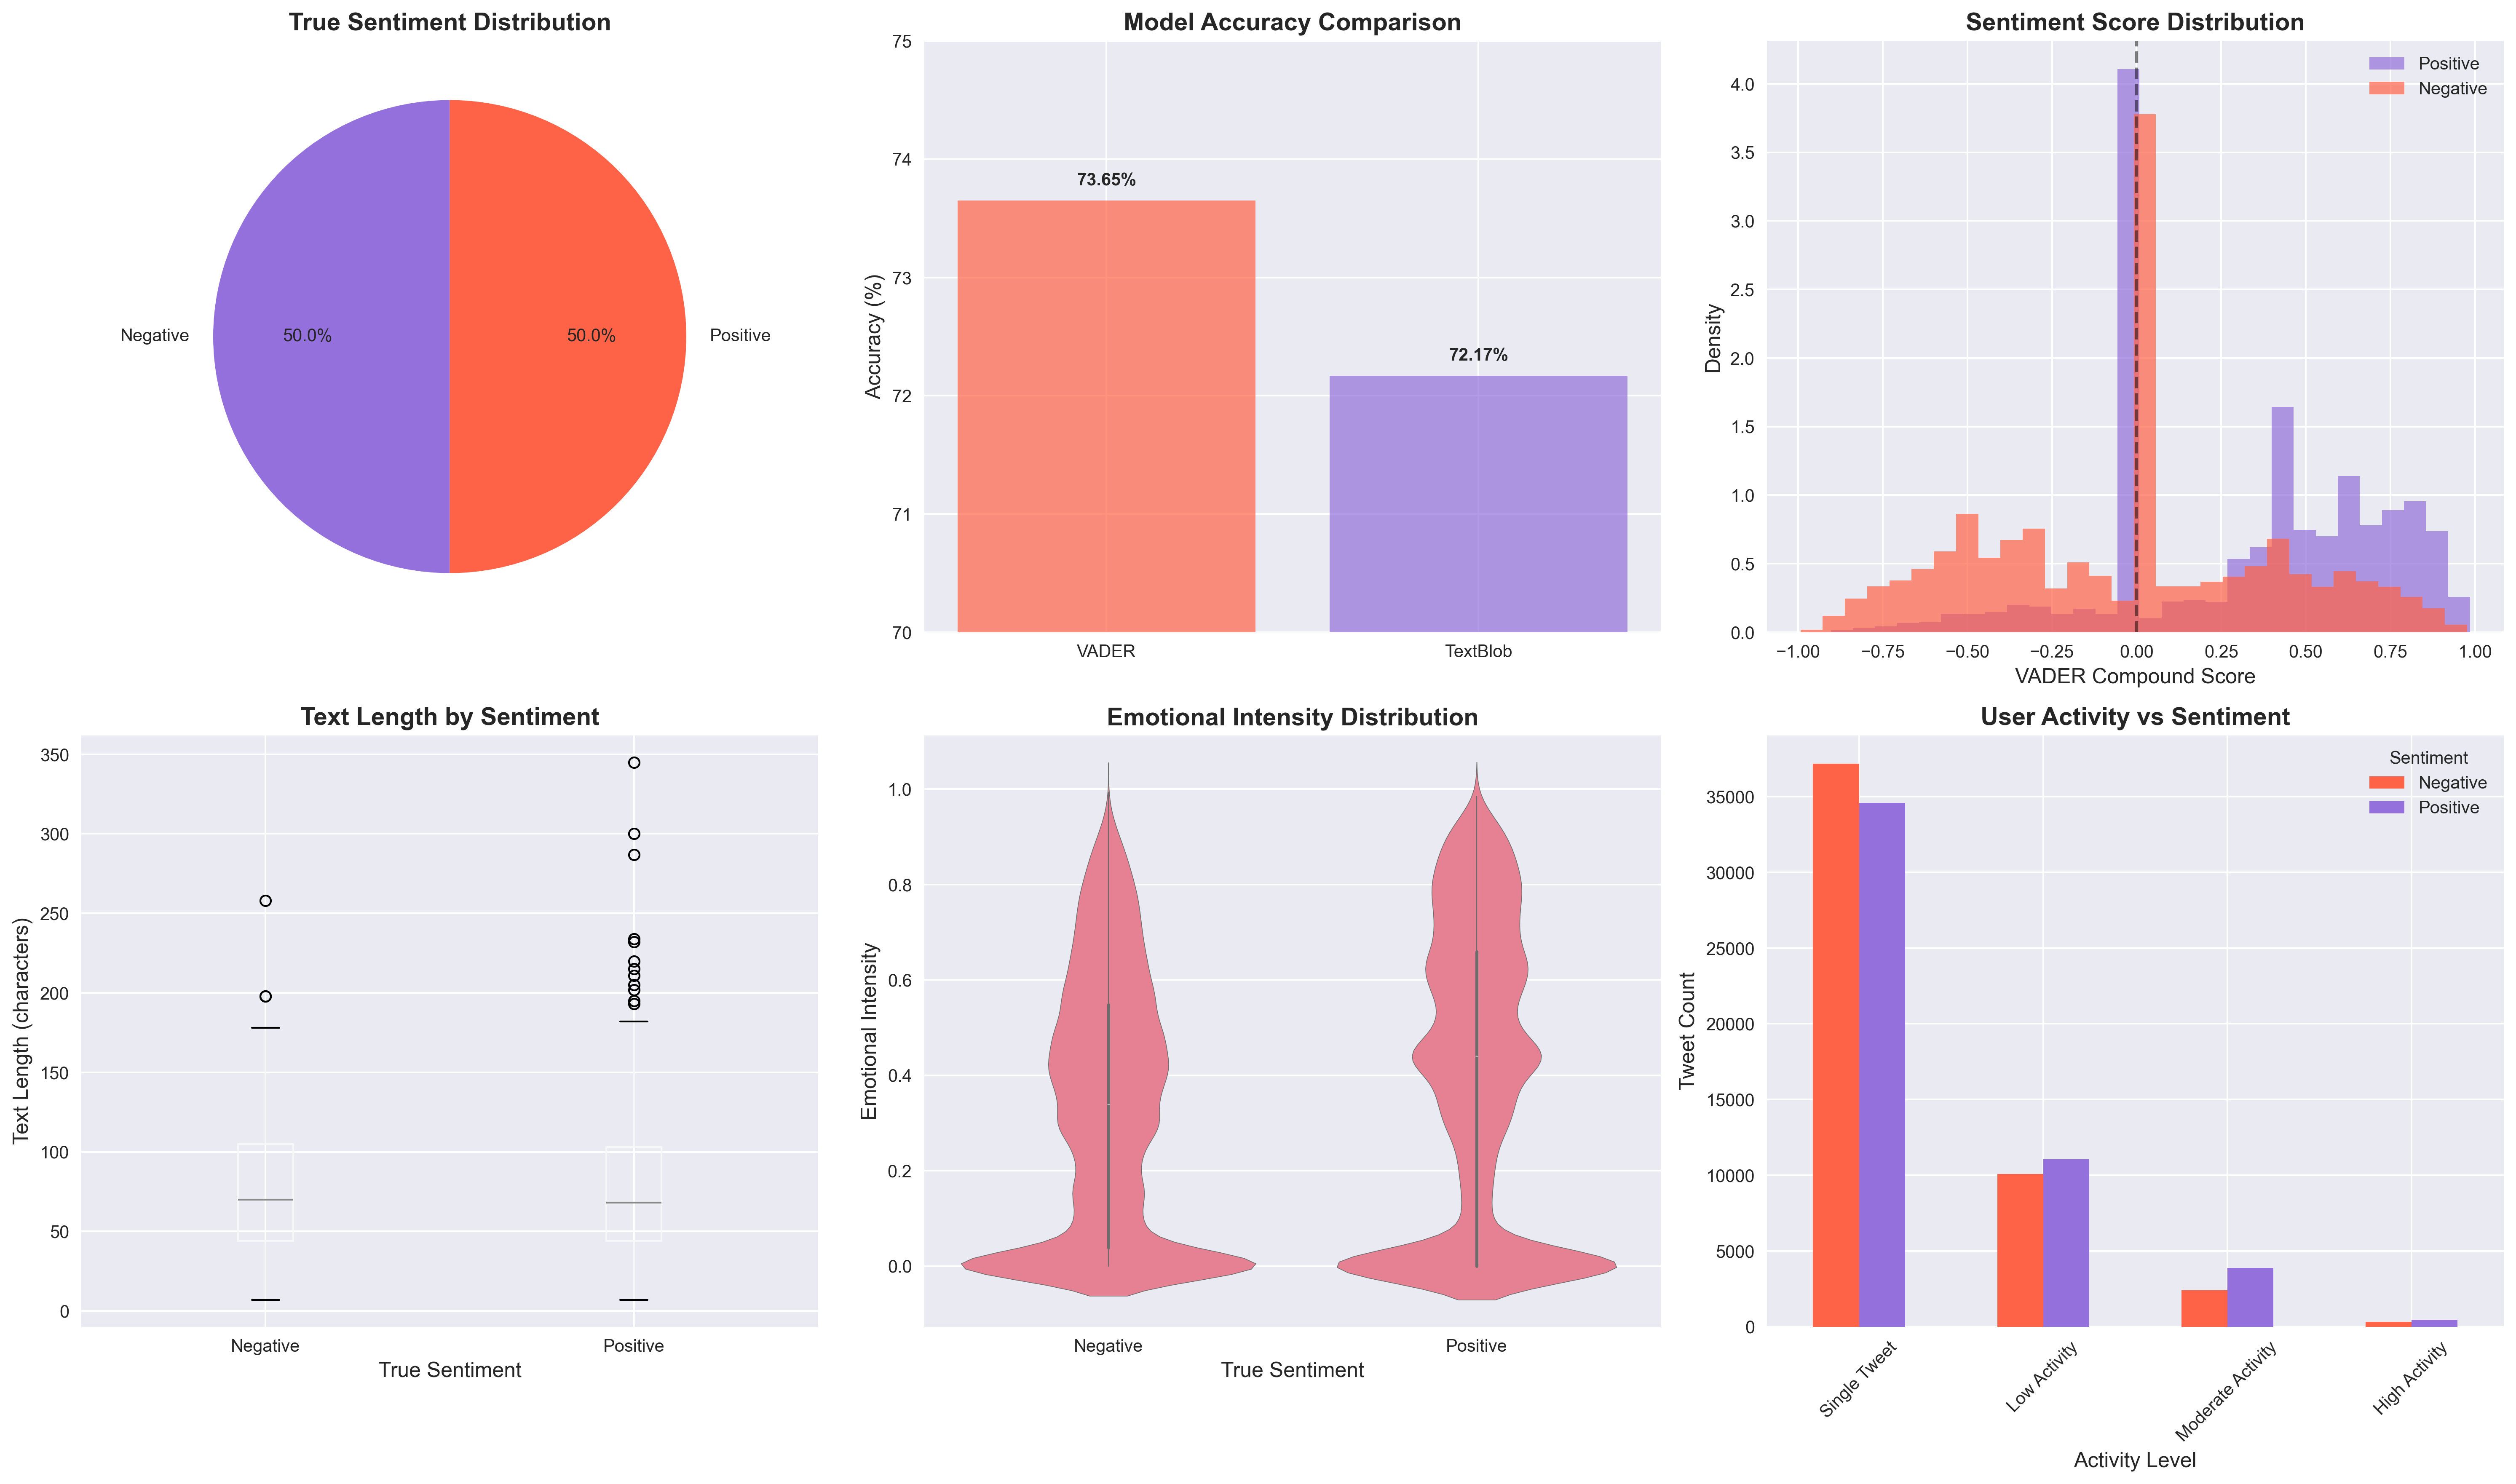 True Sentiment Distribution
Negative
50.0%
50.0%
Positive
Model Accuracy Comparison
75
74
73
72
71
70
Accuracy (%)
73.65%
72.17%
VADER
TextBlob
Sentiment Score Distribution
Positive
Negative
4.0
3.5
3.0
2.5
2.0
1.5
1.0
0.5
0.0
Density
−1.00
−0.75
−0.50
−0.25
0.00
0.25
0.50
0.75
1.00
VADER Compound Score
Text Length by Sentiment
350
300
250
200
150
100
50
0
Text Length (characters)
Negative
Positive
True Sentiment
Emotional Intensity Distribution
1.0
0.8
0.6
0.4
0.2
0.0
Emotional Intensity
Negative
Positive
True Sentiment
User Activity vs Sentiment
Sentiment
Negative
Positive
35000
30000
25000
20000
15000
10000
5000
0
Tweet Count
Single Tweet
Low Activity
Moderate Activity
High Activity
Activity Level